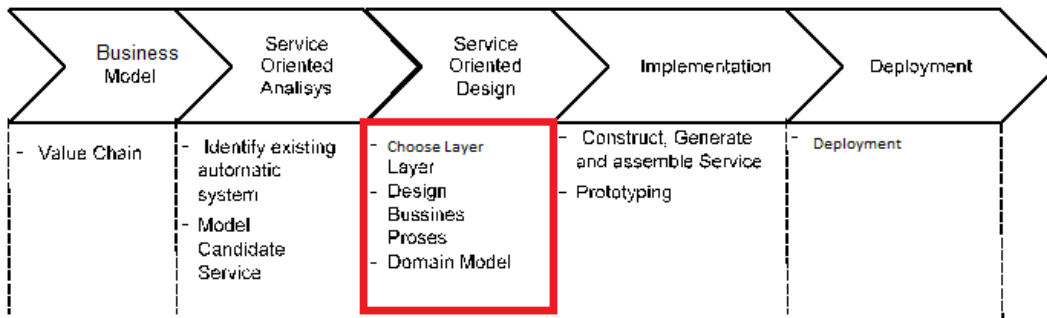 Business
Model
Service
Oriented
Analisys
Service
Oriented
Design
Implementation
Deployment
- Value Chain
- Identify existing
automatic
system
- Model
Candidate
Service
- Choose Layer
Layer
- Design
Bussines
Proses
- Domain Model
- Construct, Generate
and assemble Service
- Prototyping
- Deployment